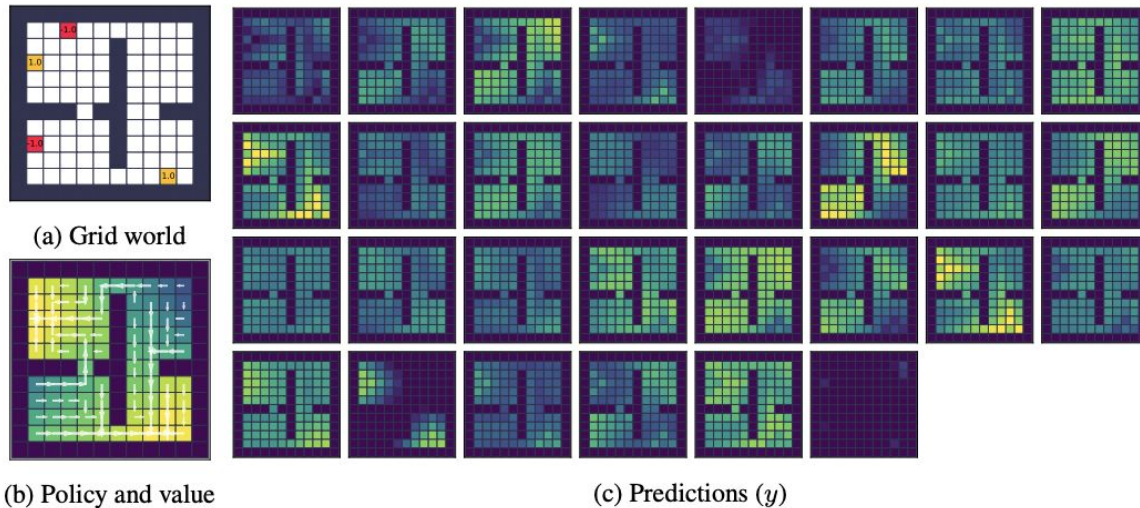 -1.0
1.0
-1.0
1.0
(a) Grid world
(b) Policy and value
(c) Predictions (y)